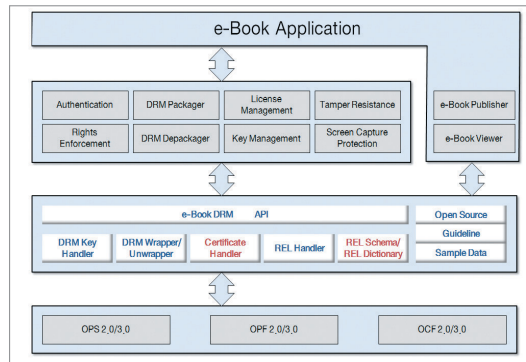 e-Book Application
Authentication
DRM Packager
License
Management
Tamper Resistance
e-Book Publisher
Rights
Enforcement
DRM Depackager
Key Management
Screen Capture
Protection
e-Book Viewer
e-Book DRM API
Open Source
Guideline
Sample Data
DRM Key
Handler
DRM Wrapper/
Unwrapper
Certificate
Handler
REL Handler
REL Schema/
REL Dictionary
OPS 2.0/3.0
OPF 2.0/3.0
OCF 2.0/3.0